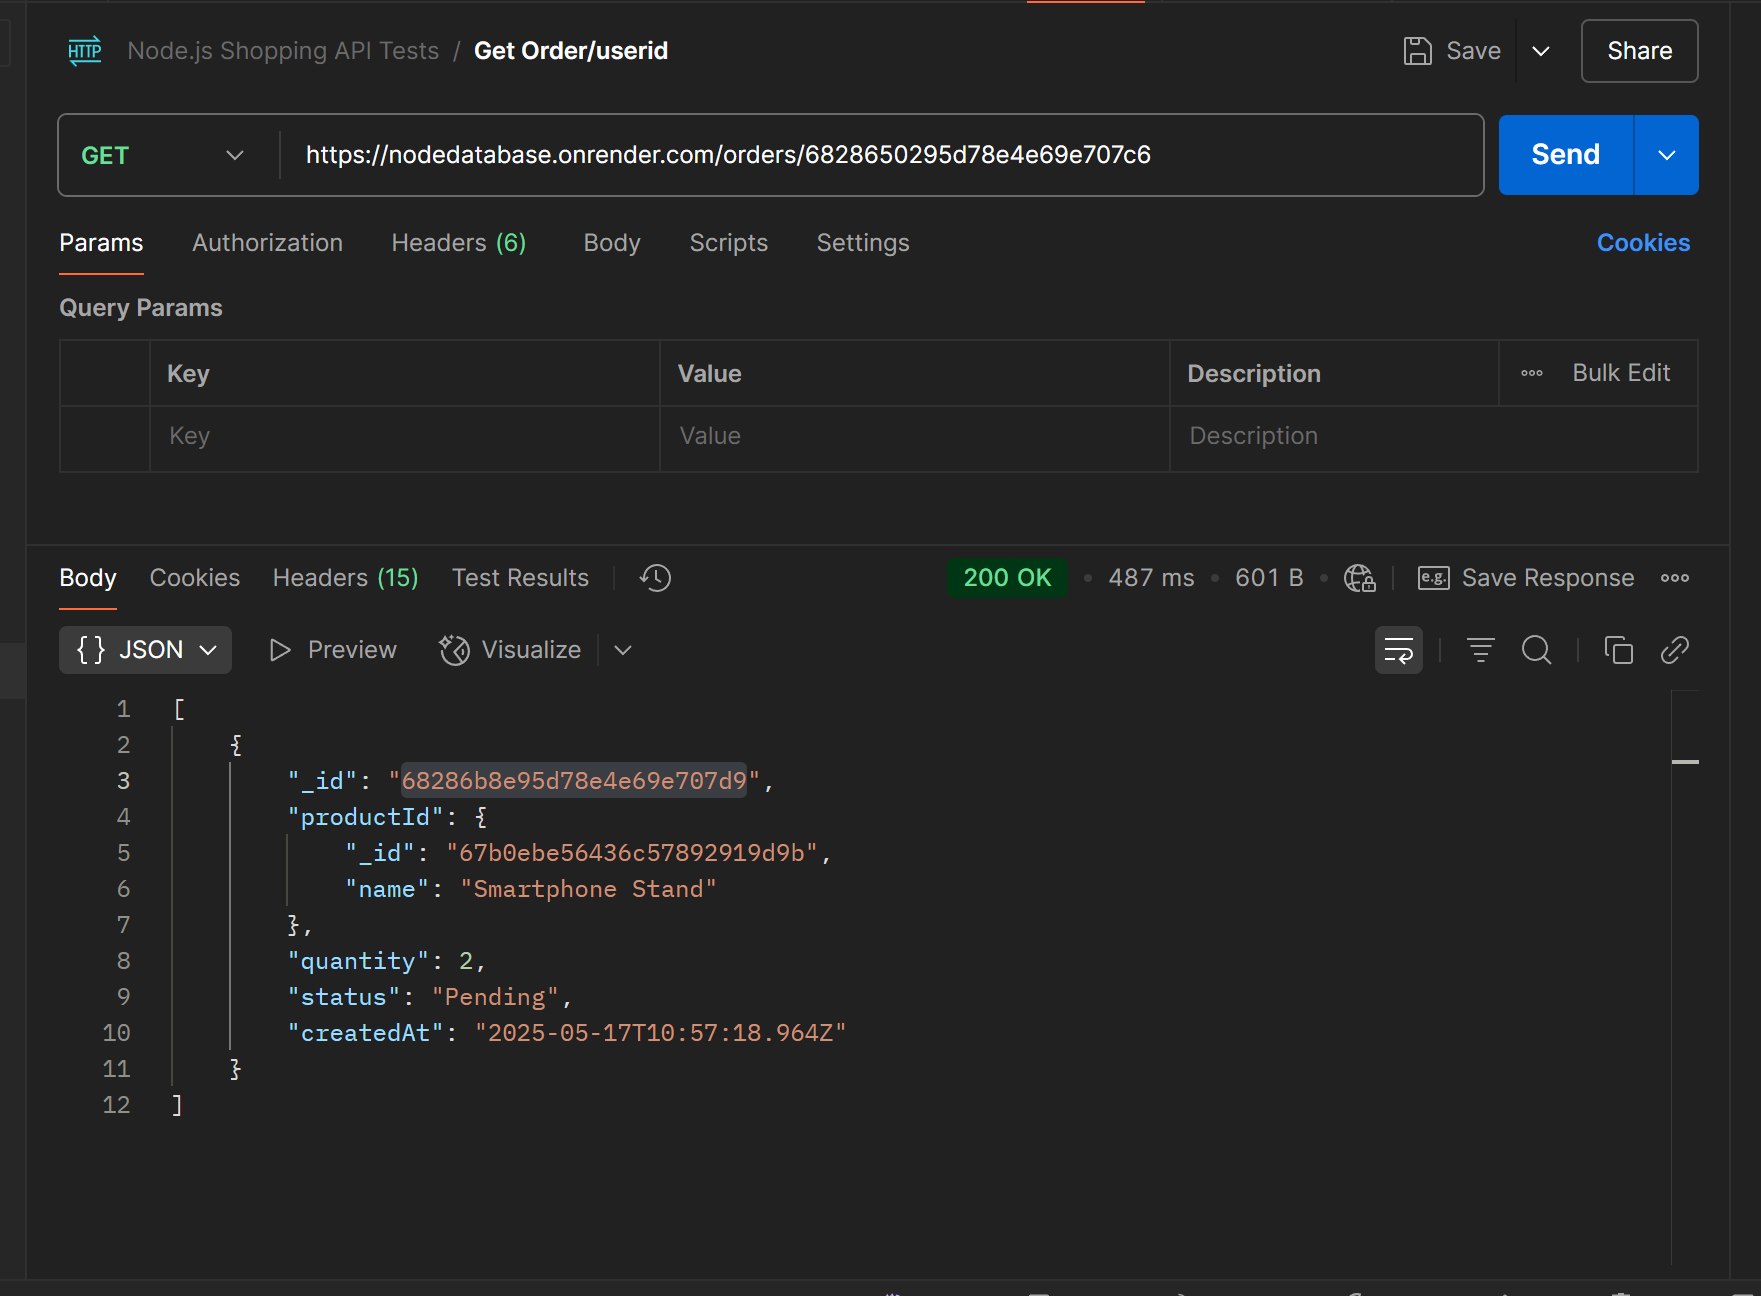 HTTP Node.js Shopping API Tests / Get Order/userid Save Share
GET https://nodedatabase.onrender.com/orders/6828650295d78e4e69e707c6 Send
Params Authorization Headers (6) Body Scripts Settings Cookies
Query Params
Key Value Description Bulk Edit
Key Value Description
Body Cookies Headers (15) Test Results 200 OK • 487 ms • 601 B • e.g. Save Response
{} JSON Preview Visualize
1 [
2 {
3 "_id": "68286b8e95d78e4e69e707d9",
4 "productId": {
5 "_id": "67b0ebe56436c57892919d9b",
6 "name": "Smartphone Stand"
7 },
8 "quantity": 2,
9 "status": "Pending",
10 "createdAt": "2025-05-17T10:57:18.964Z"
11 }
12 ]